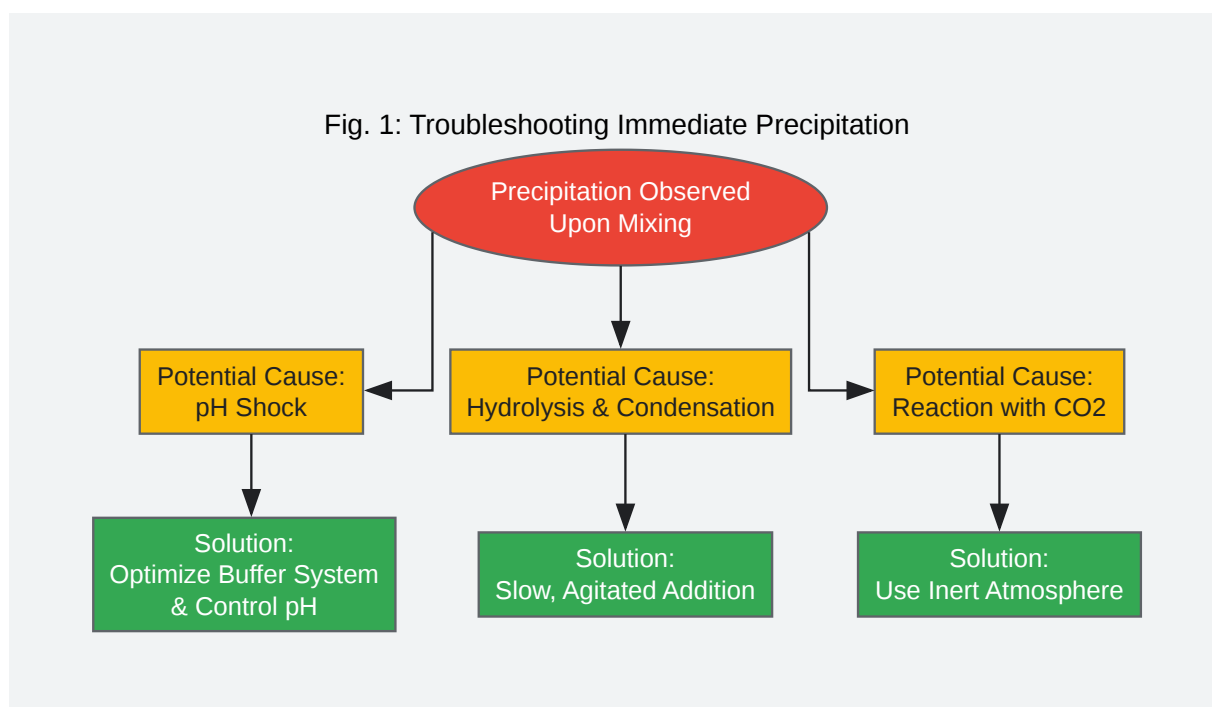 Fig. 1: Troubleshooting Immediate Precipitation
Precipitation Observed
Upon Mixing
Potential Cause:
pH Shock
Potential Cause:
Hydrolysis & Condensation
Potential Cause:
Reaction with CO2
Solution:
Optimize Buffer System
& Control pH
Solution:
Slow, Agitated Addition
Solution:
Use Inert Atmosphere